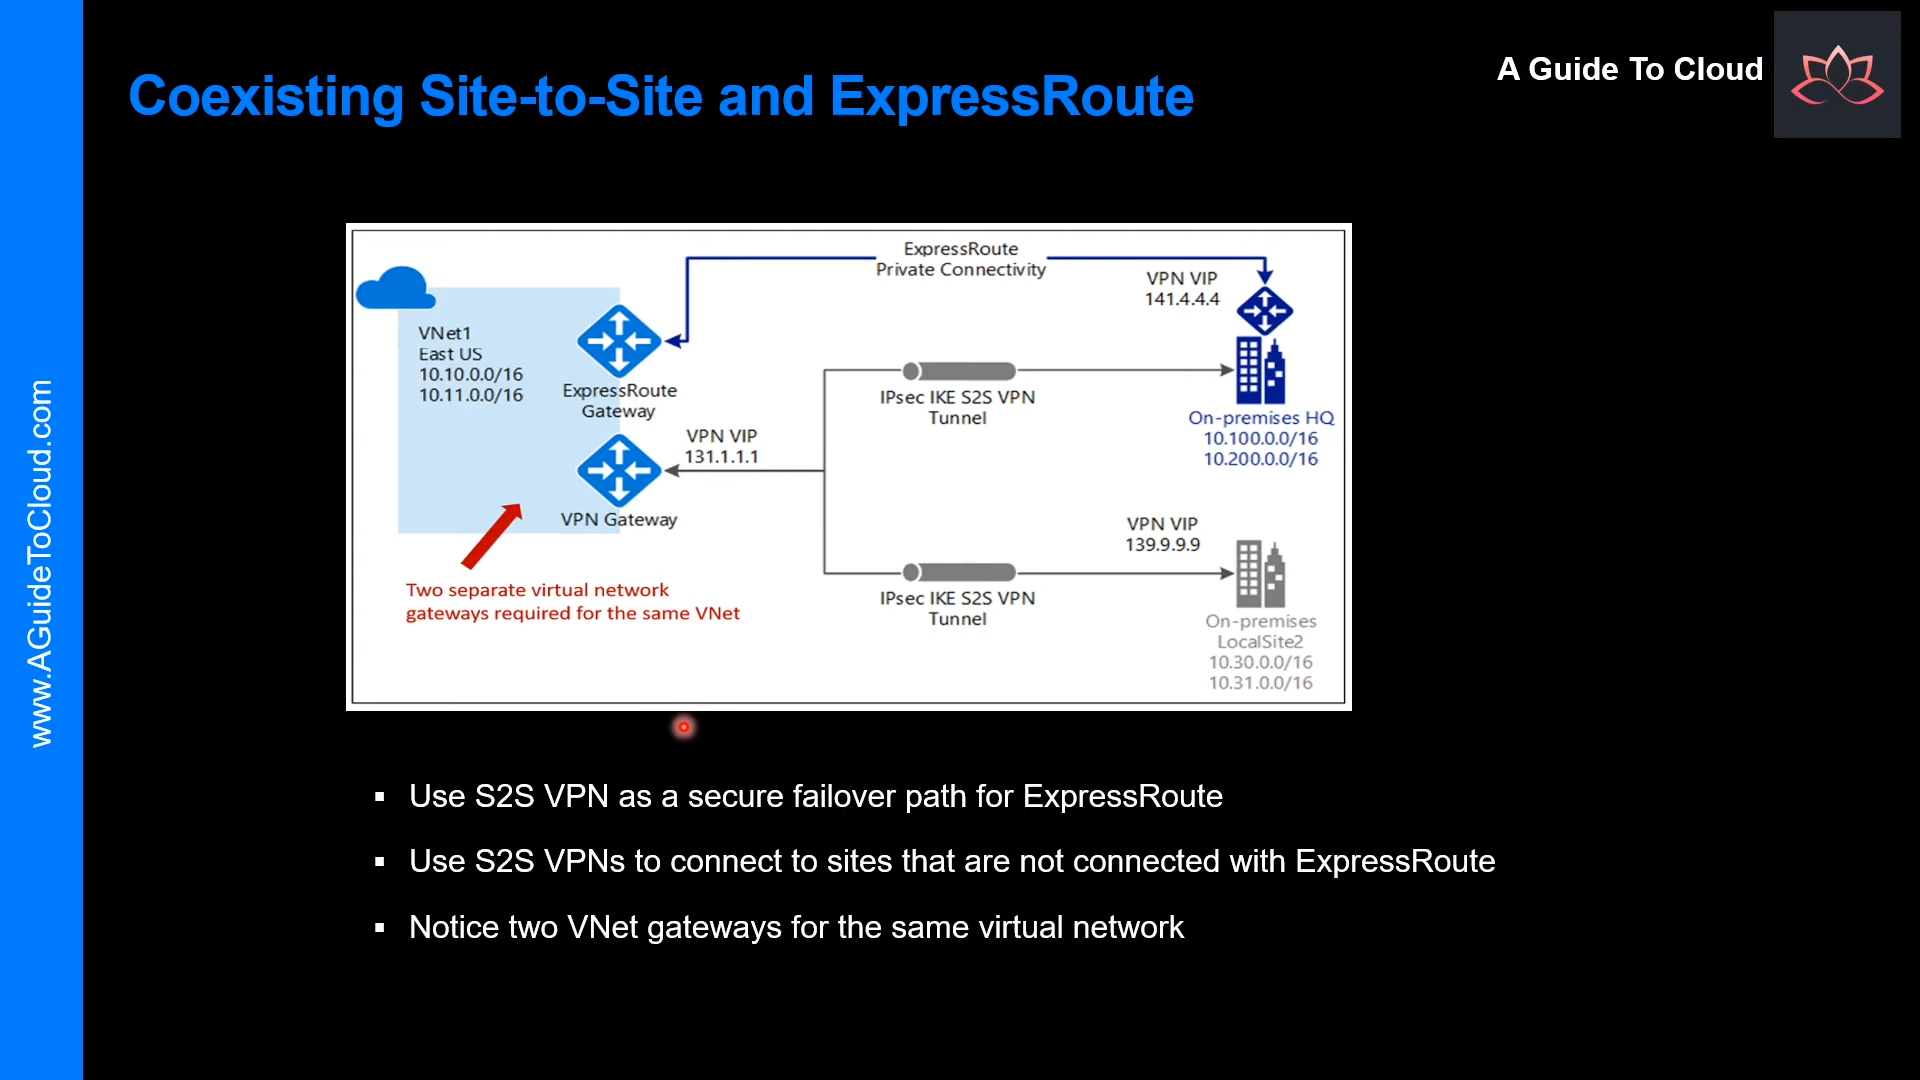 Coexisting Site-to-Site and ExpressRoute
A Guide To Cloud
www.AGuideToCloud.com
ExpressRoute
Private Connectivity
VPN VIP
141.4.4.4
VNet1
East US
10.10.0.0/16
10.11.0.0/16
ExpressRoute
Gateway
IPsec IKE S2S VPN
Tunnel
On-premises HQ
10.100.0.0/16
10.200.0.0/16
VPN VIP
131.1.1.1
VPN Gateway
VPN VIP
139.9.9.9
Two separate virtual network
gateways required for the same VNet
IPsec IKE S2S VPN
Tunnel
On-premises
LocalSite2
10.30.0.0/16
10.31.0.0/16
▪ Use S2S VPN as a secure failover path for ExpressRoute
▪ Use S2S VPNs to connect to sites that are not connected with ExpressRoute
▪ Notice two VNet gateways for the same virtual network